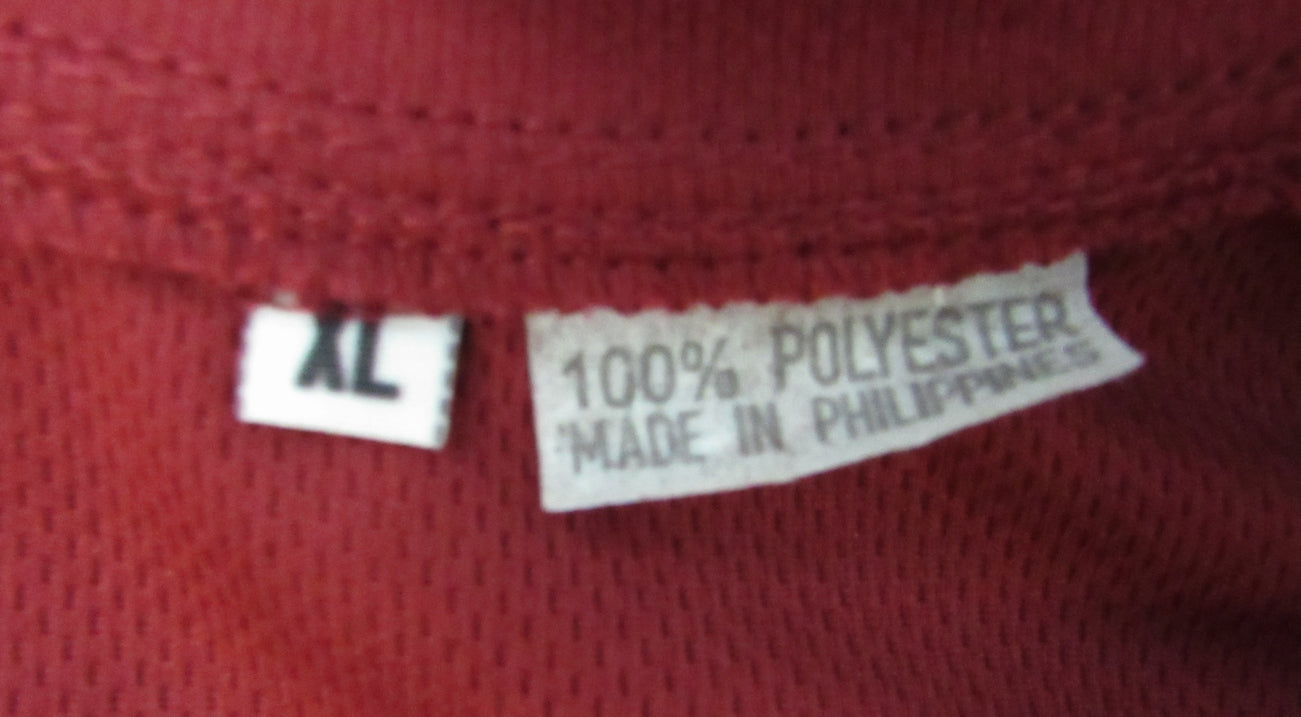 XL
100% POLYESTER
MADE IN PHILIPPINES